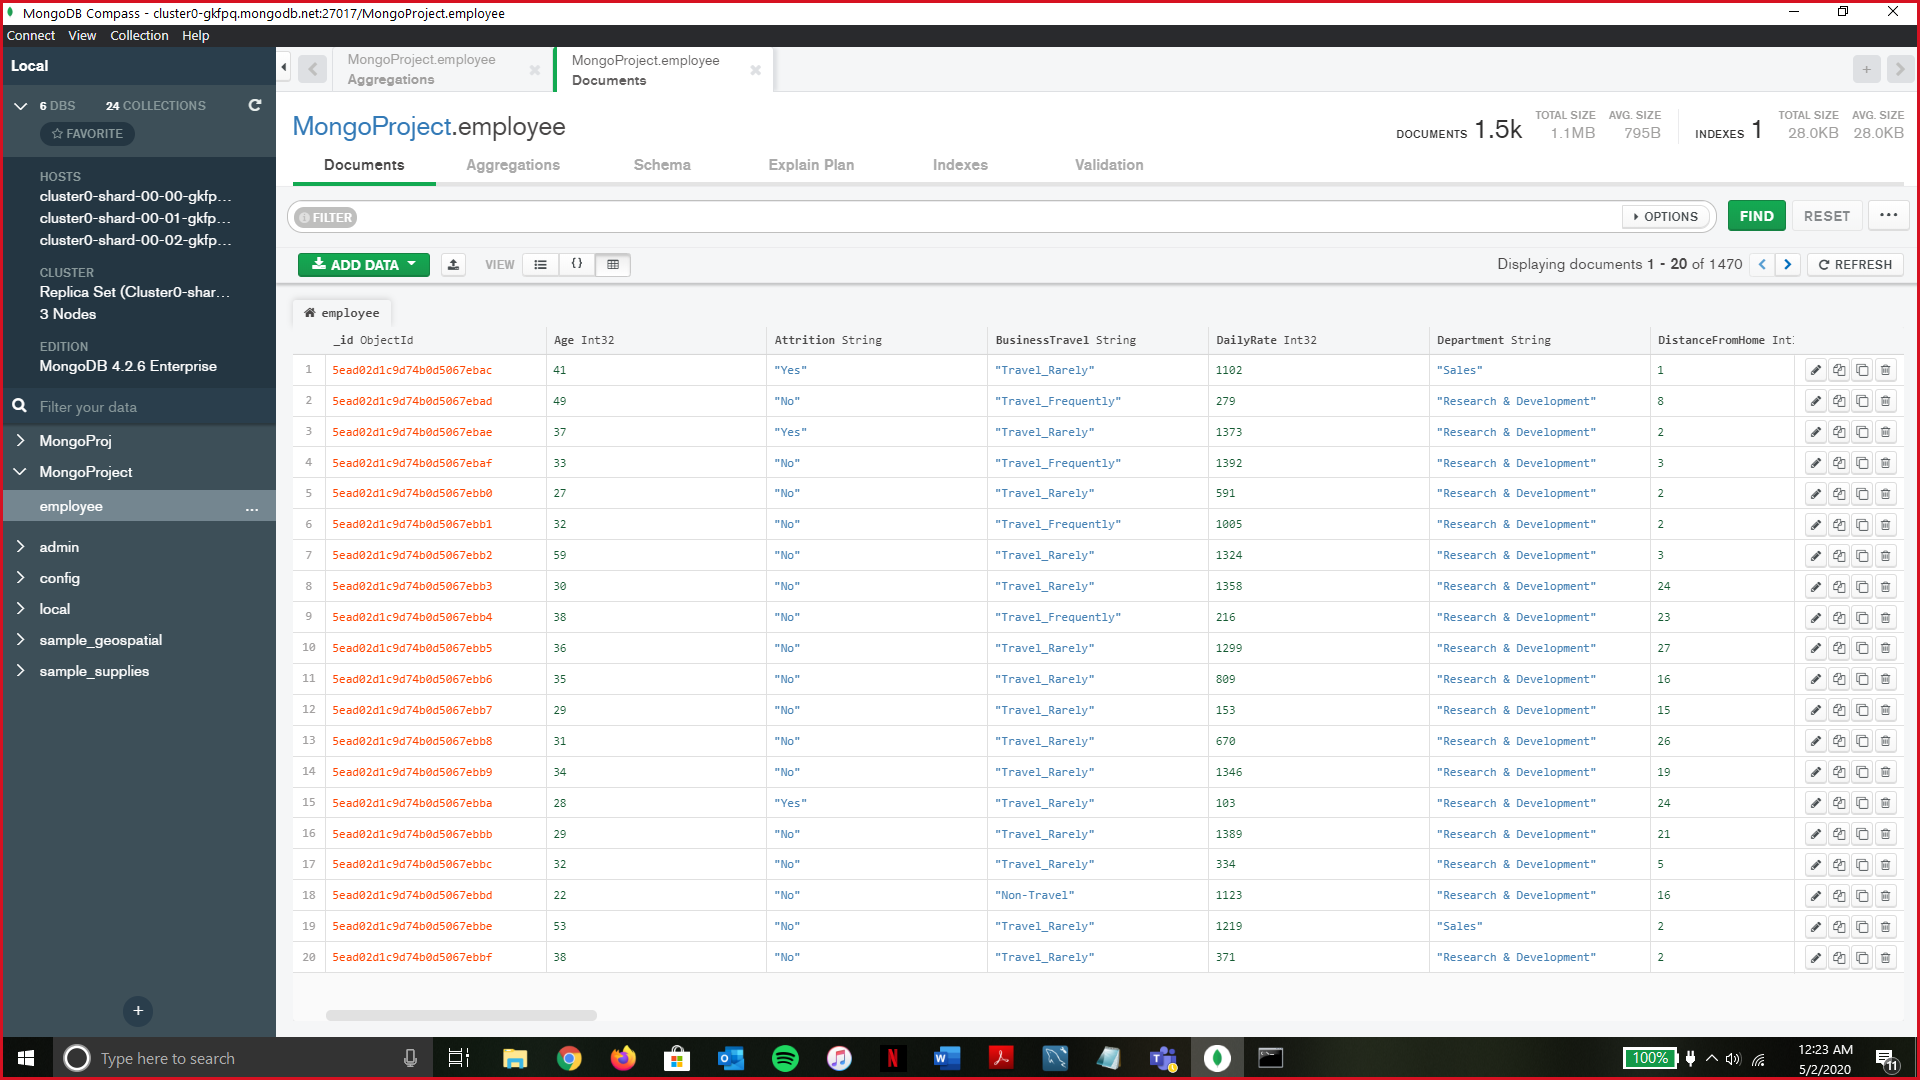 MongoDB Compass - cluster0-gkfpq.mongodb.net:27017/MongoProject.employee
Connect View Collection Help
Local
6 DBS 24 COLLECTIONS
FAVORITE
HOSTS
cluster0-shard-00-00-gkfp...
cluster0-shard-00-01-gkfp...
cluster0-shard-00-02-gkfp...
CLUSTER
Replica Set (Cluster0-shar...
3 Nodes
EDITION
MongoDB 4.2.6 Enterprise
Filter your data
MongoProj
MongoProject
employee ...
admin
config
local
sample_geospatial
sample_supplies
+
MongoProject.employee
Aggregations
MongoProject.employee
Documents
MongoProject.employee
DOCUMENTS 1.5k TOTAL SIZE 1.1MB AVG. SIZE 795B INDEXES 1 TOTAL SIZE 28.0KB AVG. SIZE 28.0KB
Documents Aggregations Schema Explain Plan Indexes Validation
FILTER OPTIONS FIND RESET ...
ADD DATA VIEW {} Displaying documents 1 - 20 of 1470 REFRESH
employee
_id ObjectId Age Int32 Attrition String BusinessTravel String DailyRate Int32 Department String DistanceFromHome Int
1 5ead02d1c9d74b0d5067ebac 41 "Yes" "Travel_Rarely" 1102 "Sales" 1
2 5ead02d1c9d74b0d5067ebad 49 "No" "Travel_Frequently" 279 "Research & Development" 8
3 5ead02d1c9d74b0d5067ebae 37 "Yes" "Travel_Rarely" 1373 "Research & Development" 2
4 5ead02d1c9d74b0d5067ebaf 33 "No" "Travel_Frequently" 1392 "Research & Development" 3
5 5ead02d1c9d74b0d5067ebb0 27 "No" "Travel_Rarely" 591 "Research & Development" 2
6 5ead02d1c9d74b0d5067ebb1 32 "No" "Travel_Frequently" 1005 "Research & Development" 2
7 5ead02d1c9d74b0d5067ebb2 59 "No" "Travel_Rarely" 1324 "Research & Development" 3
8 5ead02d1c9d74b0d5067ebb3 30 "No" "Travel_Rarely" 1358 "Research & Development" 24
9 5ead02d1c9d74b0d5067ebb4 38 "No" "Travel_Frequently" 216 "Research & Development" 23
10 5ead02d1c9d74b0d5067ebb5 36 "No" "Travel_Rarely" 1299 "Research & Development" 27
11 5ead02d1c9d74b0d5067ebb6 35 "No" "Travel_Rarely" 809 "Research & Development" 16
12 5ead02d1c9d74b0d5067ebb7 29 "No" "Travel_Rarely" 153 "Research & Development" 15
13 5ead02d1c9d74b0d5067ebb8 31 "No" "Travel_Rarely" 670 "Research & Development" 26
14 5ead02d1c9d74b0d5067ebb9 34 "No" "Travel_Rarely" 1346 "Research & Development" 19
15 5ead02d1c9d74b0d5067ebba 28 "Yes" "Travel_Rarely" 103 "Research & Development" 24
16 5ead02d1c9d74b0d5067ebbb 29 "No" "Travel_Rarely" 1389 "Research & Development" 21
17 5ead02d1c9d74b0d5067ebbc 32 "No" "Travel_Rarely" 334 "Research & Development" 5
18 5ead02d1c9d74b0d5067ebbd 22 "No" "Non-Travel" 1123 "Research & Development" 16
19 5ead02d1c9d74b0d5067ebbe 53 "No" "Travel_Rarely" 1219 "Sales" 2
20 5ead02d1c9d74b0d5067ebbf 38 "No" "Travel_Rarely" 371 "Research & Development" 2
Type here to search
100%
12:23 AM
5/2/2020
11